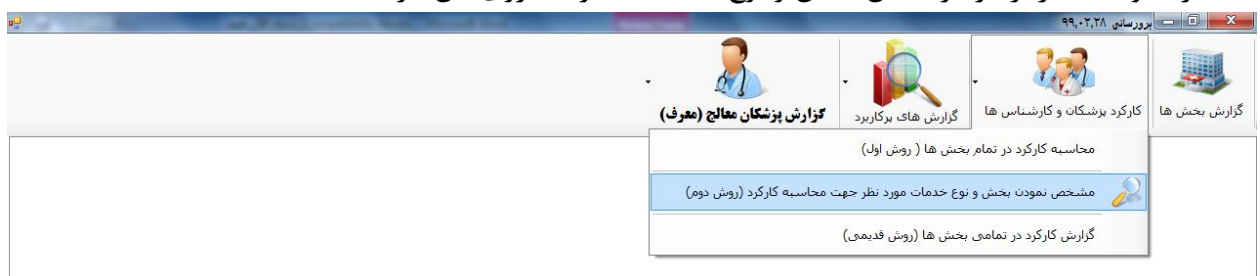 بروررسانی ۹۹,۰۲,۲۸
گزارش بخش ها
کارکرد پزشکان و کارشناس ها
گزارش های پرکاربرد
گزارش پزشکان معالج (معرف)
محاسبه کارکرد در تمام بخش ها ( روش اول)
مشخص نمودن بخش و نوع خدمات مورد نظر جهت محاسبه کارکرد (روش دوم)
گزارش کارکرد در تمامی بخش ها (روش قدیمی)